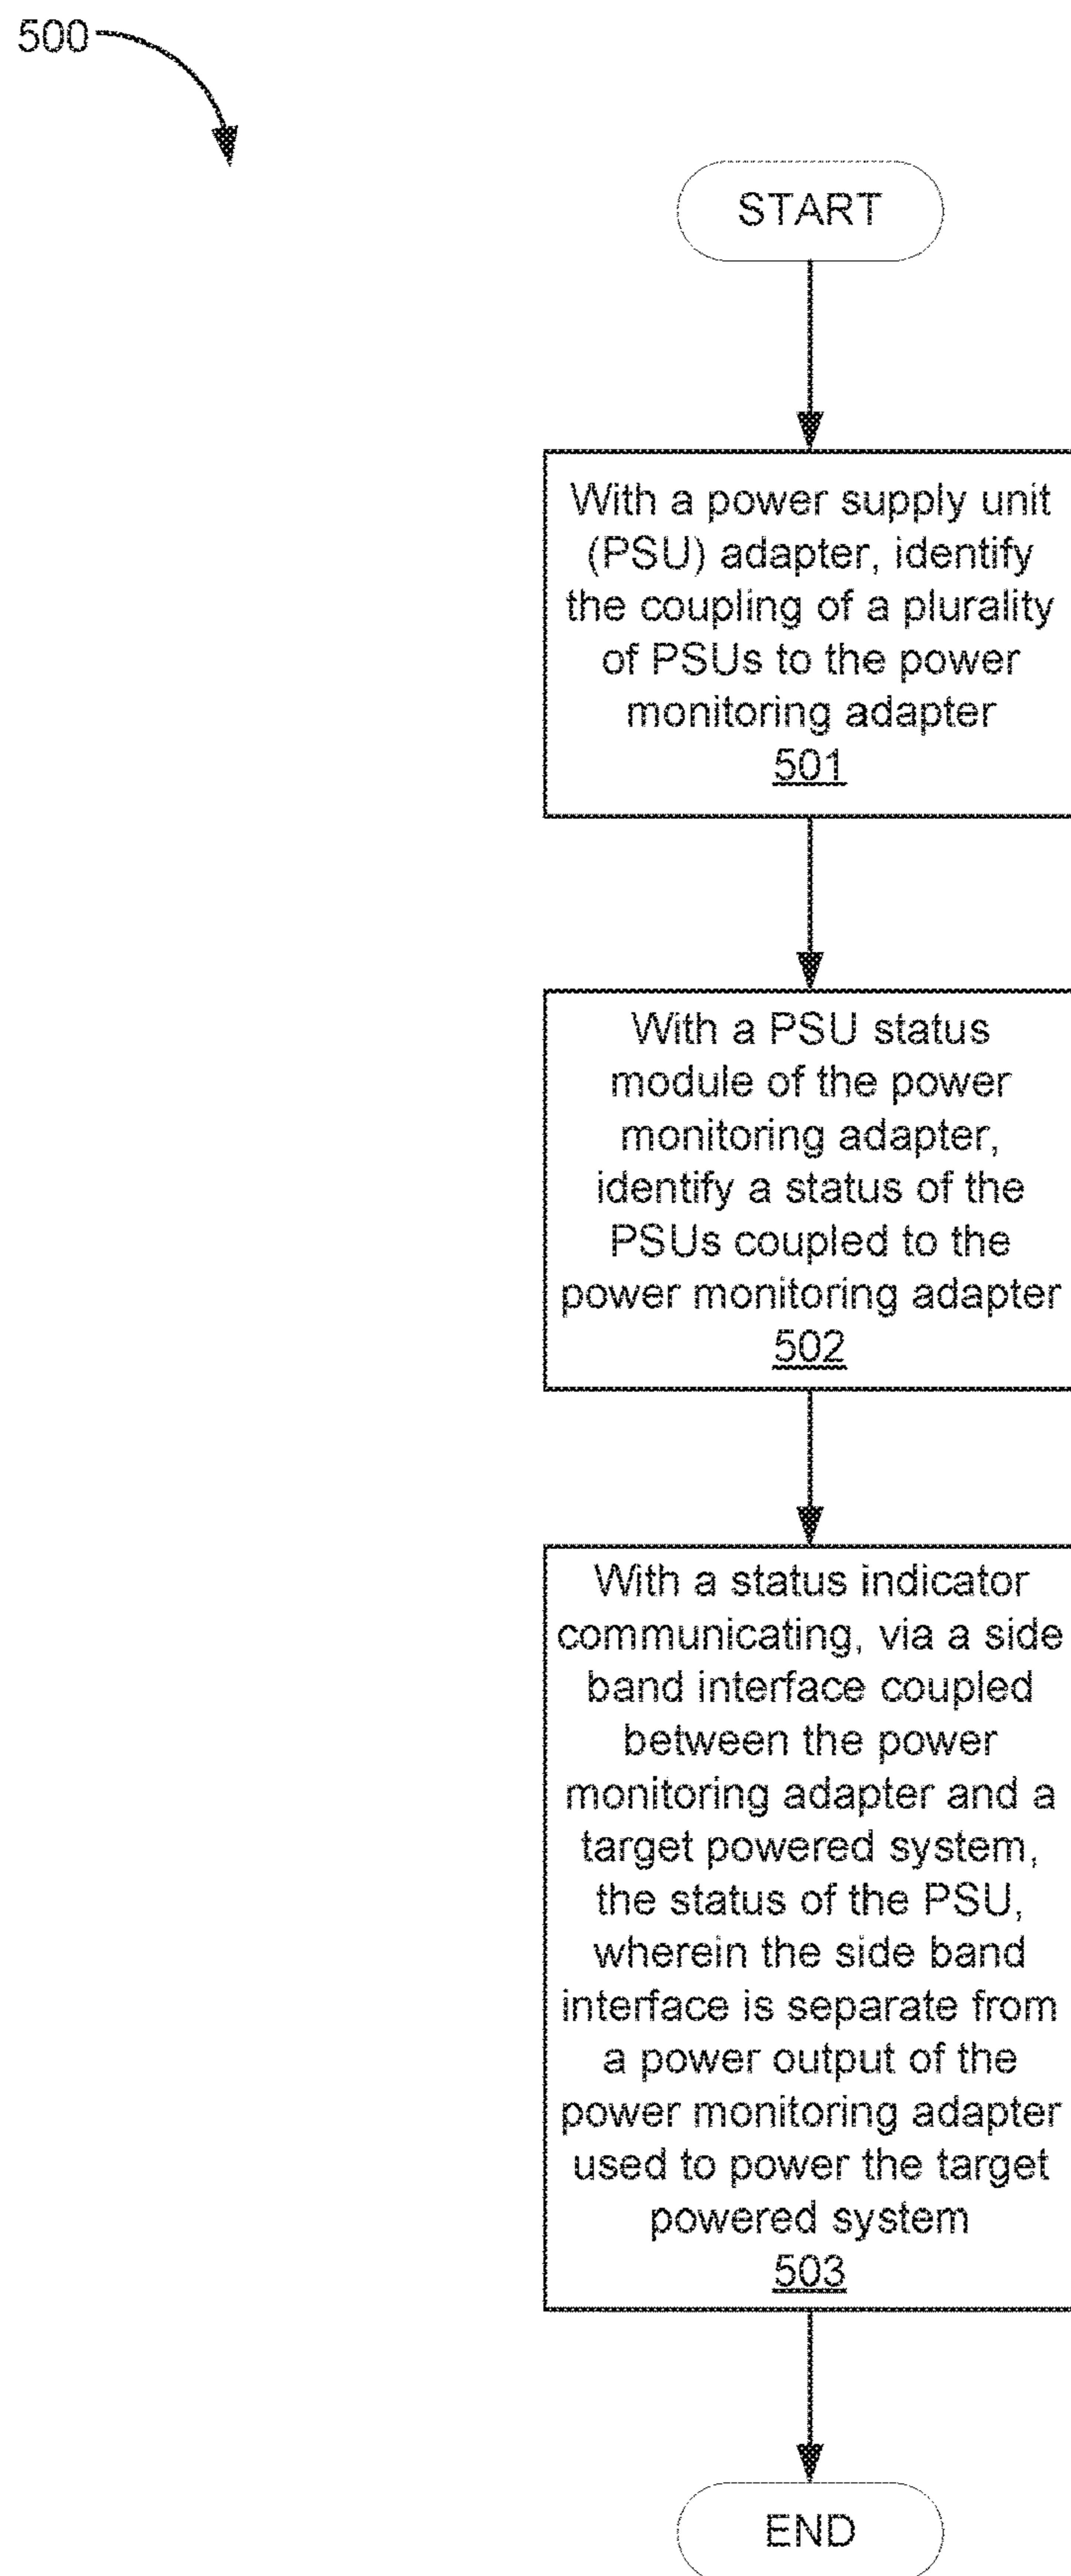 500
START
With a power supply unit
(PSU) adapter, identify
the coupling of a plurality
of PSUs to the power
monitoring adapter
501
With a PSU status
module of the power
monitoring adapter,
identify a status of the
PSUs coupled to the
power monitoring adapter
502
With a status indicator
communicating, via a side
band interface coupled
between the power
monitoring adapter and a
target powered system,
the status of the PSU,
wherein the side band
interface is separate from
a power output of the
power monitoring adapter
used to power the target
powered system
503
END